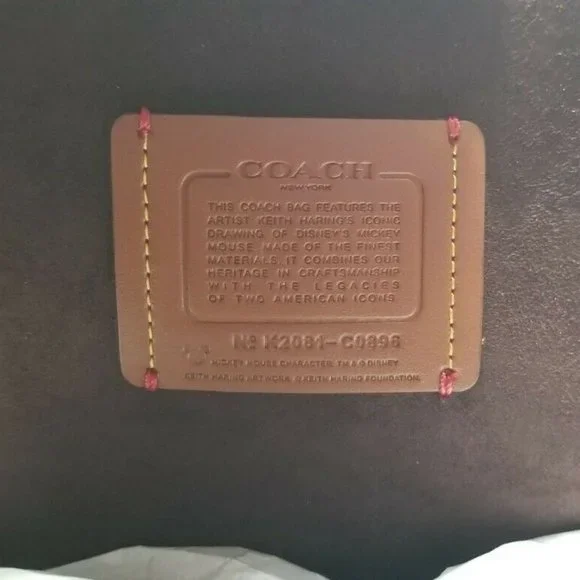 COACH
NEW YORK
THIS COACH BAG FEATURES THE
ARTIST KEITH HARING'S ICONIC
DRAWING OF DISNEY'S MICKEY
MOUSE MADE OF THE FINEST
MATERIALS, IT COMBINES OUR
HERITAGE IN CRAFTSMANSHIP
WITH THE LEGACIES
OF TWO AMERICAN ICONS
Nº K2081-C0896
MICKEY MOUSE CHARACTER: TM & © DISNEY
KEITH HARING ARTWORK © KEITH HARING FOUNDATION.